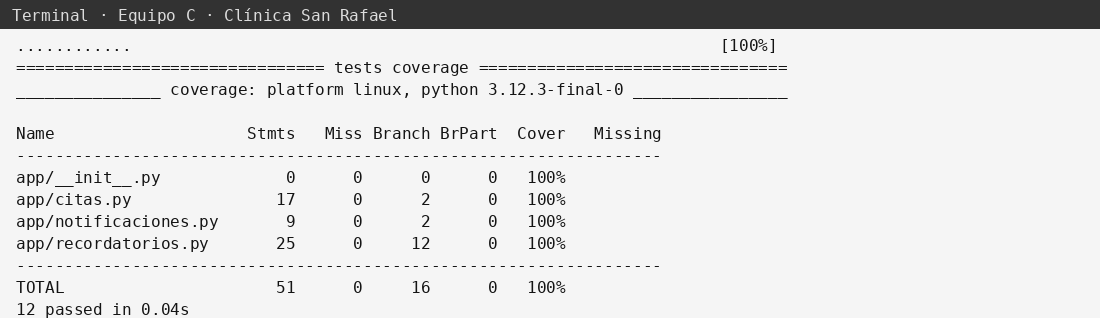 Terminal · Equipo C · Clínica San Rafael
............                                                             [100%]
================================ tests coverage ================================
_______________ coverage: platform linux, python 3.12.3-final-0 ________________
Name                    Stmts   Miss Branch BrPart  Cover   Missing
-------------------------------------------------------------------
app/__init__.py             0      0      0      0   100%
app/citas.py               17      0      2      0   100%
app/notificaciones.py       9      0      2      0   100%
app/recordatorios.py       25      0     12      0   100%
-------------------------------------------------------------------
TOTAL                      51      0     16      0   100%
12 passed in 0.04s